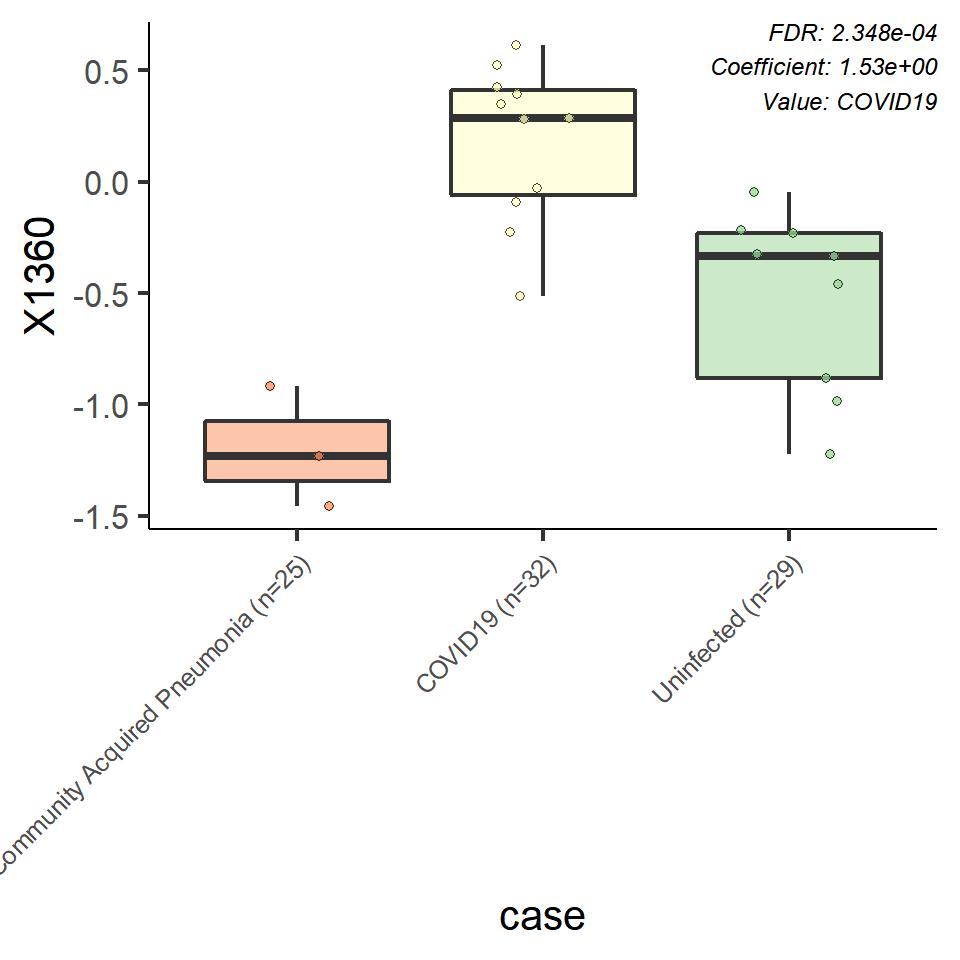 FDR: 2.348e-04
Coefficient: 1.53e+00
Value: COVID19
X1360
0.5
0.0
-0.5
-1.0
-1.5
Community Acquired Pneumonia (n=25)
COVID19 (n=32)
Uninfected (n=29)
case